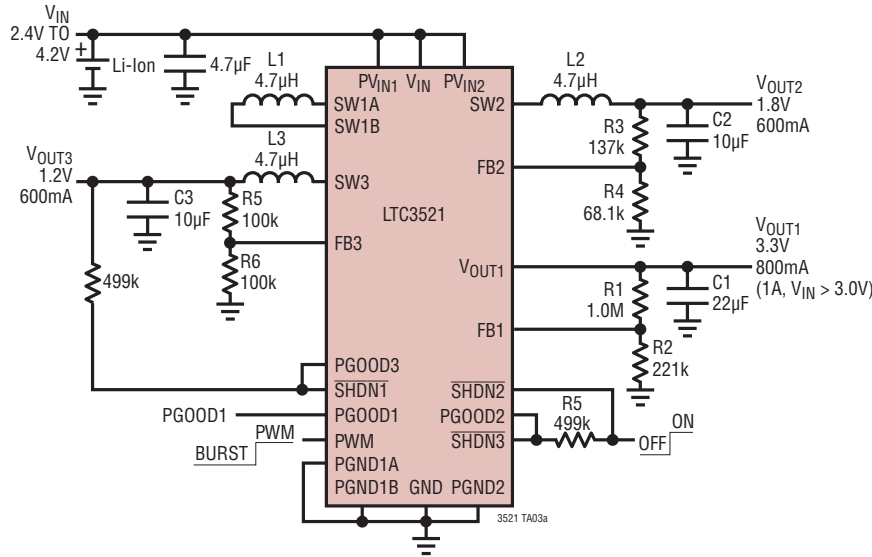 VIN
2.4V TO
4.2V
+
Li-Ion
4.7µF
L1
4.7µH
PVIN1 VIN PVIN2
SW1A
SW1B
SW2
L2
4.7µH
VOUT2
1.8V
600mA
R3
137k
C2
10µF
FB2
R4
68.1k
VOUT3
1.2V
600mA
L3
4.7µH
SW3
C3
10µF
R5
100k
FB3
R6
100k
499k
LTC3521
VOUT1
VOUT1
3.3V
800mA
(1A, VIN > 3.0V)
R1
1.0M
C1
22µF
FB1
R2
221k
PGOOD3
SHDN1
PGOOD1
PGOOD1
PWM
BURST
PWM
PGND1A
PGND1B GND PGND2
SHDN2
PGOOD2
SHDN3
R5
499k
ON
OFF
3521 TA03a